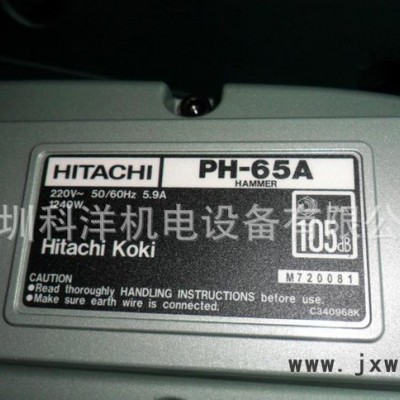 HITACHI PH-65A
HAMMER
220V~ 50/60Hz 5.9A
1240W
圳科洋机电设备有限公
105dB
Hitachi Koki
M720081
CAUTION
●Read thoroughly HANDLING INSTRUCTIONS before use.
●Make sure earth wire is connected.
C340968K
www.jxw